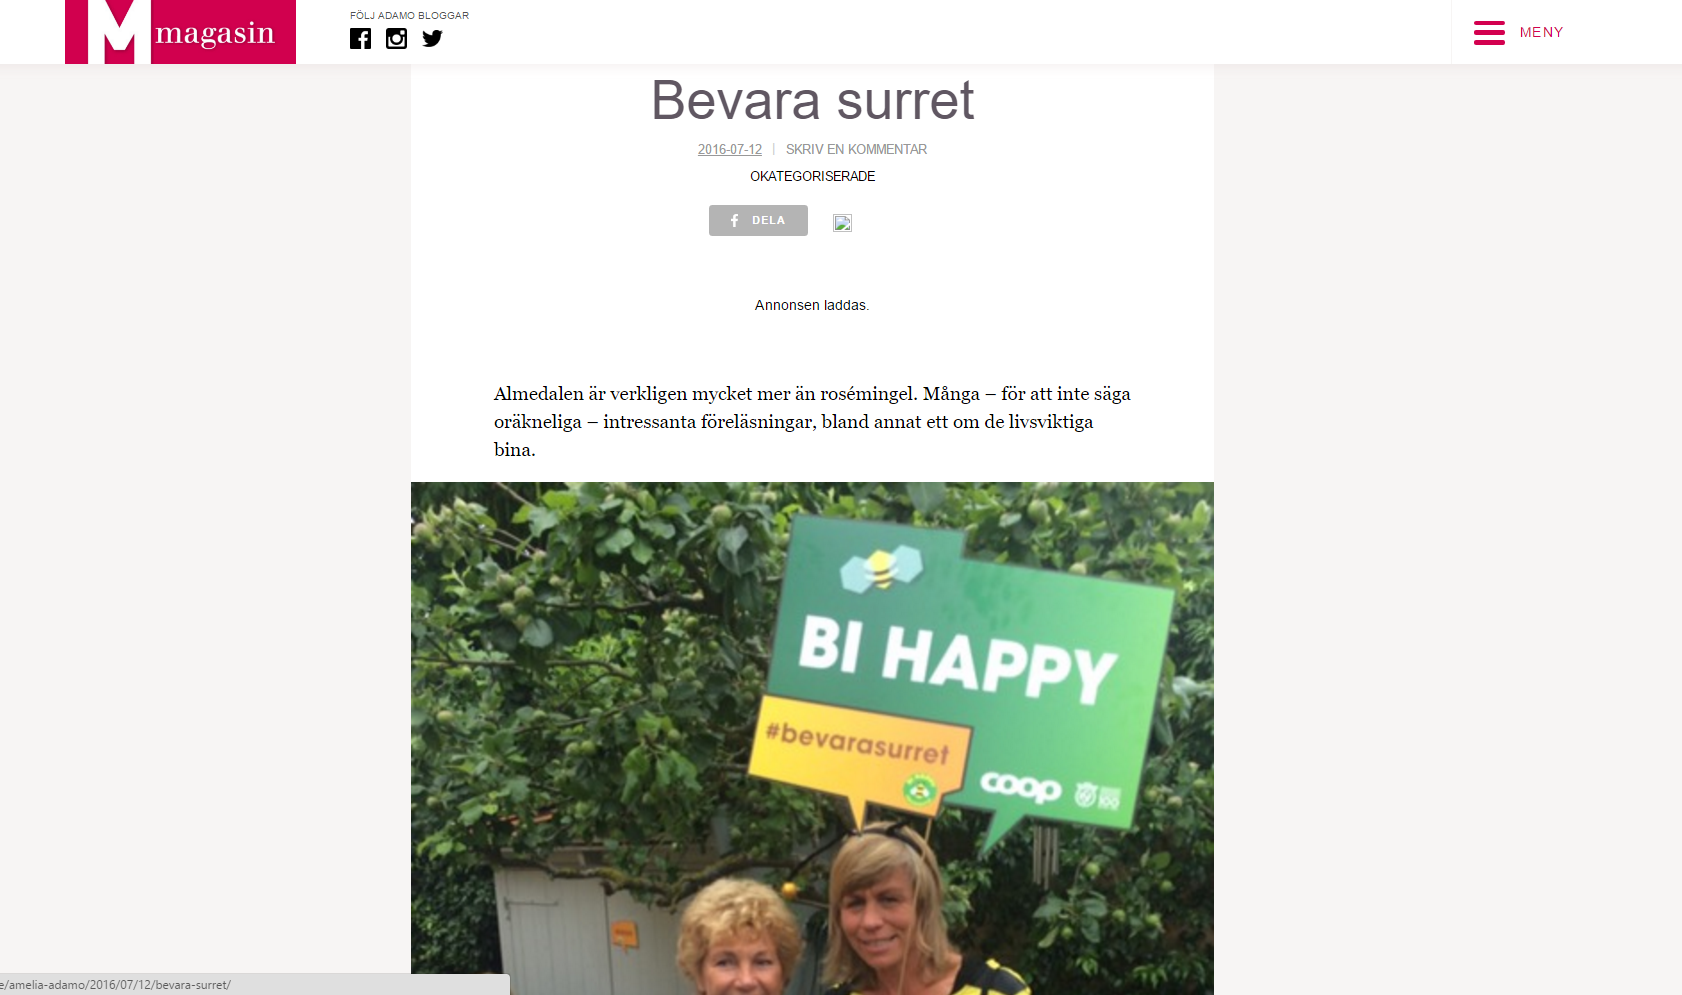 M magasin
FÖLJ ADAMO BLOGGAR
MENY
Bevara surret
2016-07-12 | SKRIV EN KOMMENTAR
OKATEGORISERADE
DELA
Annonsen laddas.
Almedalen är verkligen mycket mer än rosémingel. Många – för att inte säga
oräkneliga – intressanta föreläsningar, bland annat ett om de livsviktiga
bina.
BI HAPPY
#bevarasurret
coop
e/amelia-adamo/2016/07/12/bevara-surret/